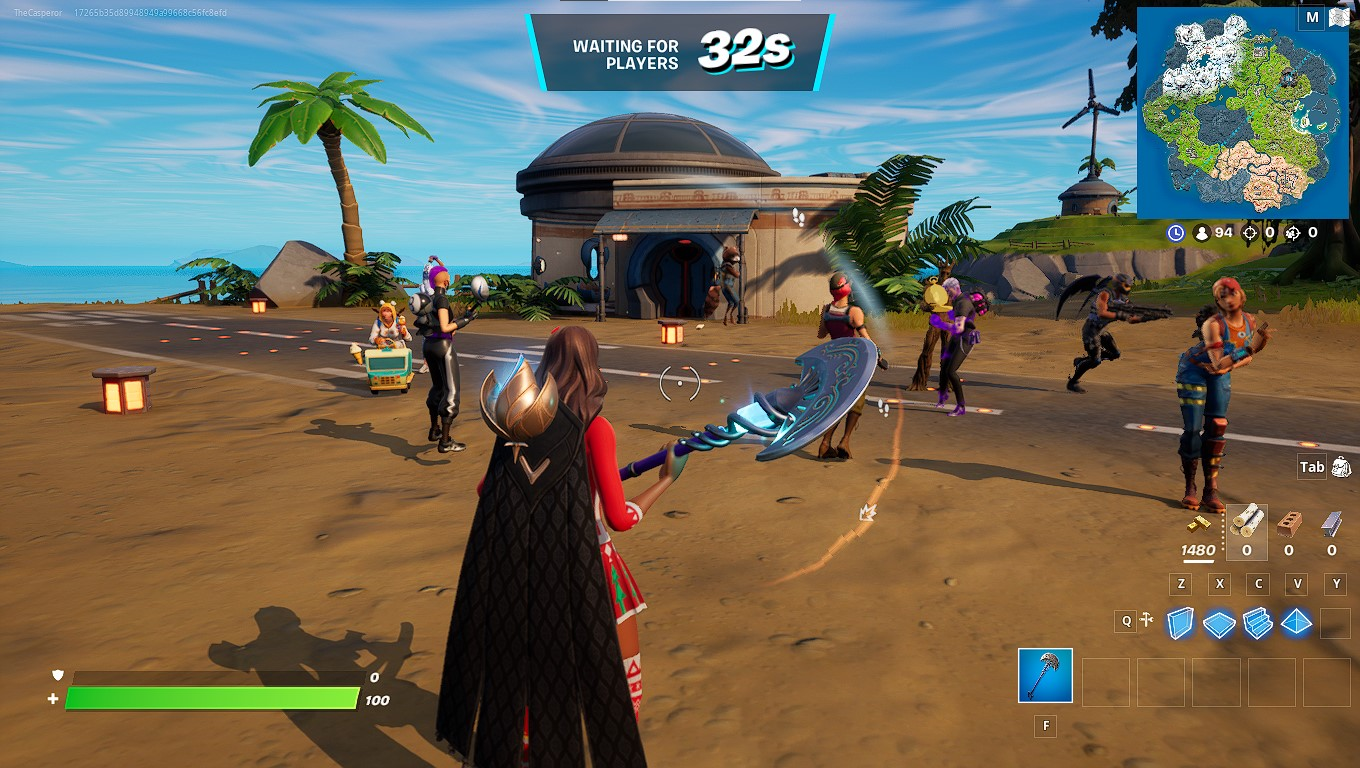 TheCasperor 17265b35d89948949a99668c56fc8efd
WAITING FOR
PLAYERS
32s
M
94 0 0
Tab
1480 0 0 0
Z X C V Y
Q
0
100
F